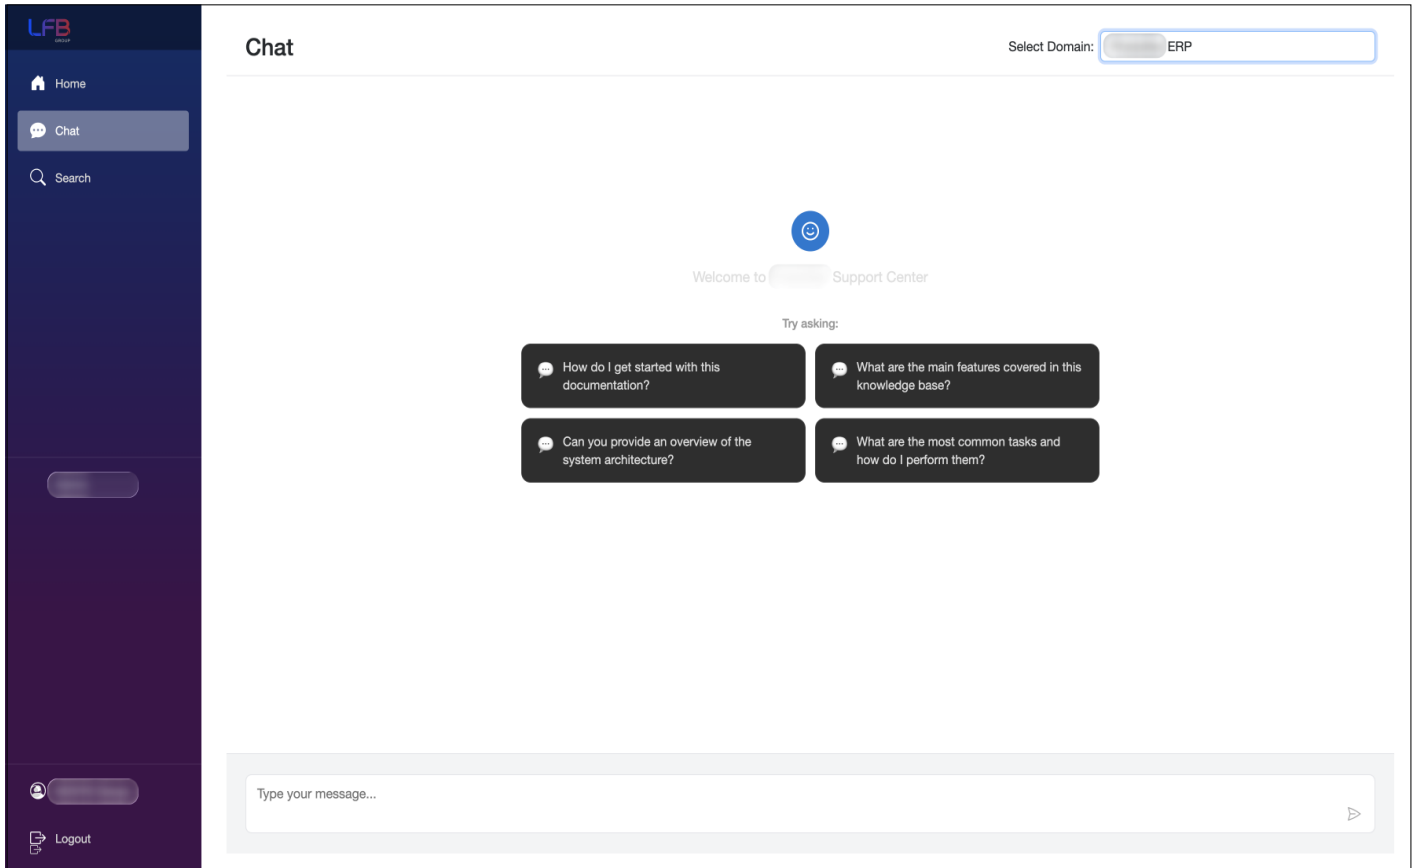 LFB
GROUP
Home
Chat
Search
Logout
Chat
Select Domain: ERP
Welcome to Support Center
Try asking:
How do I get started with this
documentation?
What are the main features covered in this
knowledge base?
Can you provide an overview of the
system architecture?
What are the most common tasks and
how do I perform them?
Type your message...